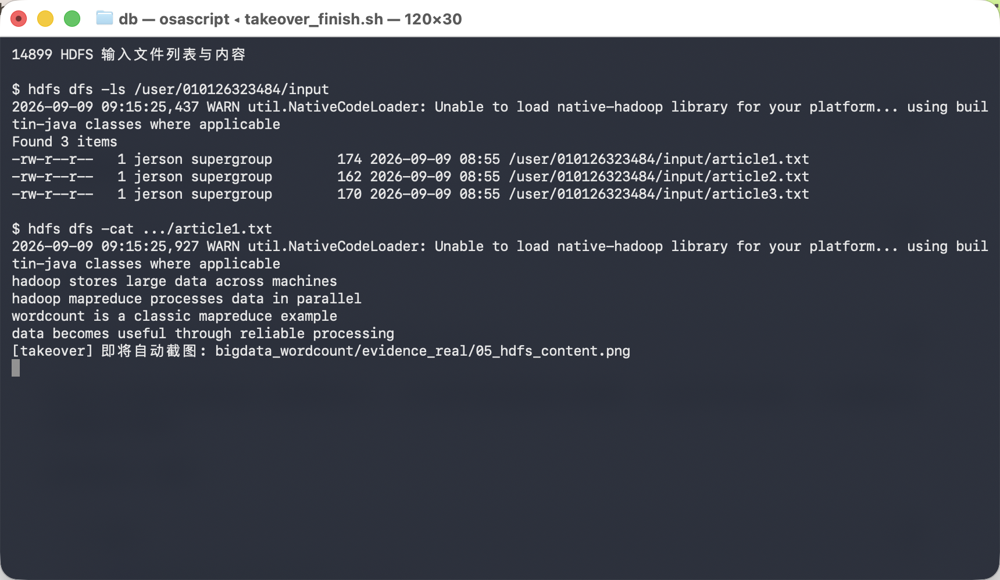 db — osascript ◂ takeover_finish.sh — 120×30
14899 HDFS 输入文件列表与内容
$ hdfs dfs -ls /user/010126323484/input
2026-09-09 09:15:25,437 WARN util.NativeCodeLoader: Unable to load native-hadoop library for your platform... using buil
tin-java classes where applicable
Found 3 items
-rw-r--r--   1 jerson supergroup        174 2026-09-09 08:55 /user/010126323484/input/article1.txt
-rw-r--r--   1 jerson supergroup        162 2026-09-09 08:55 /user/010126323484/input/article2.txt
-rw-r--r--   1 jerson supergroup        170 2026-09-09 08:55 /user/010126323484/input/article3.txt
$ hdfs dfs -cat .../article1.txt
2026-09-09 09:15:25,927 WARN util.NativeCodeLoader: Unable to load native-hadoop library for your platform... using buil
tin-java classes where applicable
hadoop stores large data across machines
hadoop mapreduce processes data in parallel
wordcount is a classic mapreduce example
data becomes useful through reliable processing
[takeover] 即将自动截图: bigdata_wordcount/evidence_real/05_hdfs_content.png